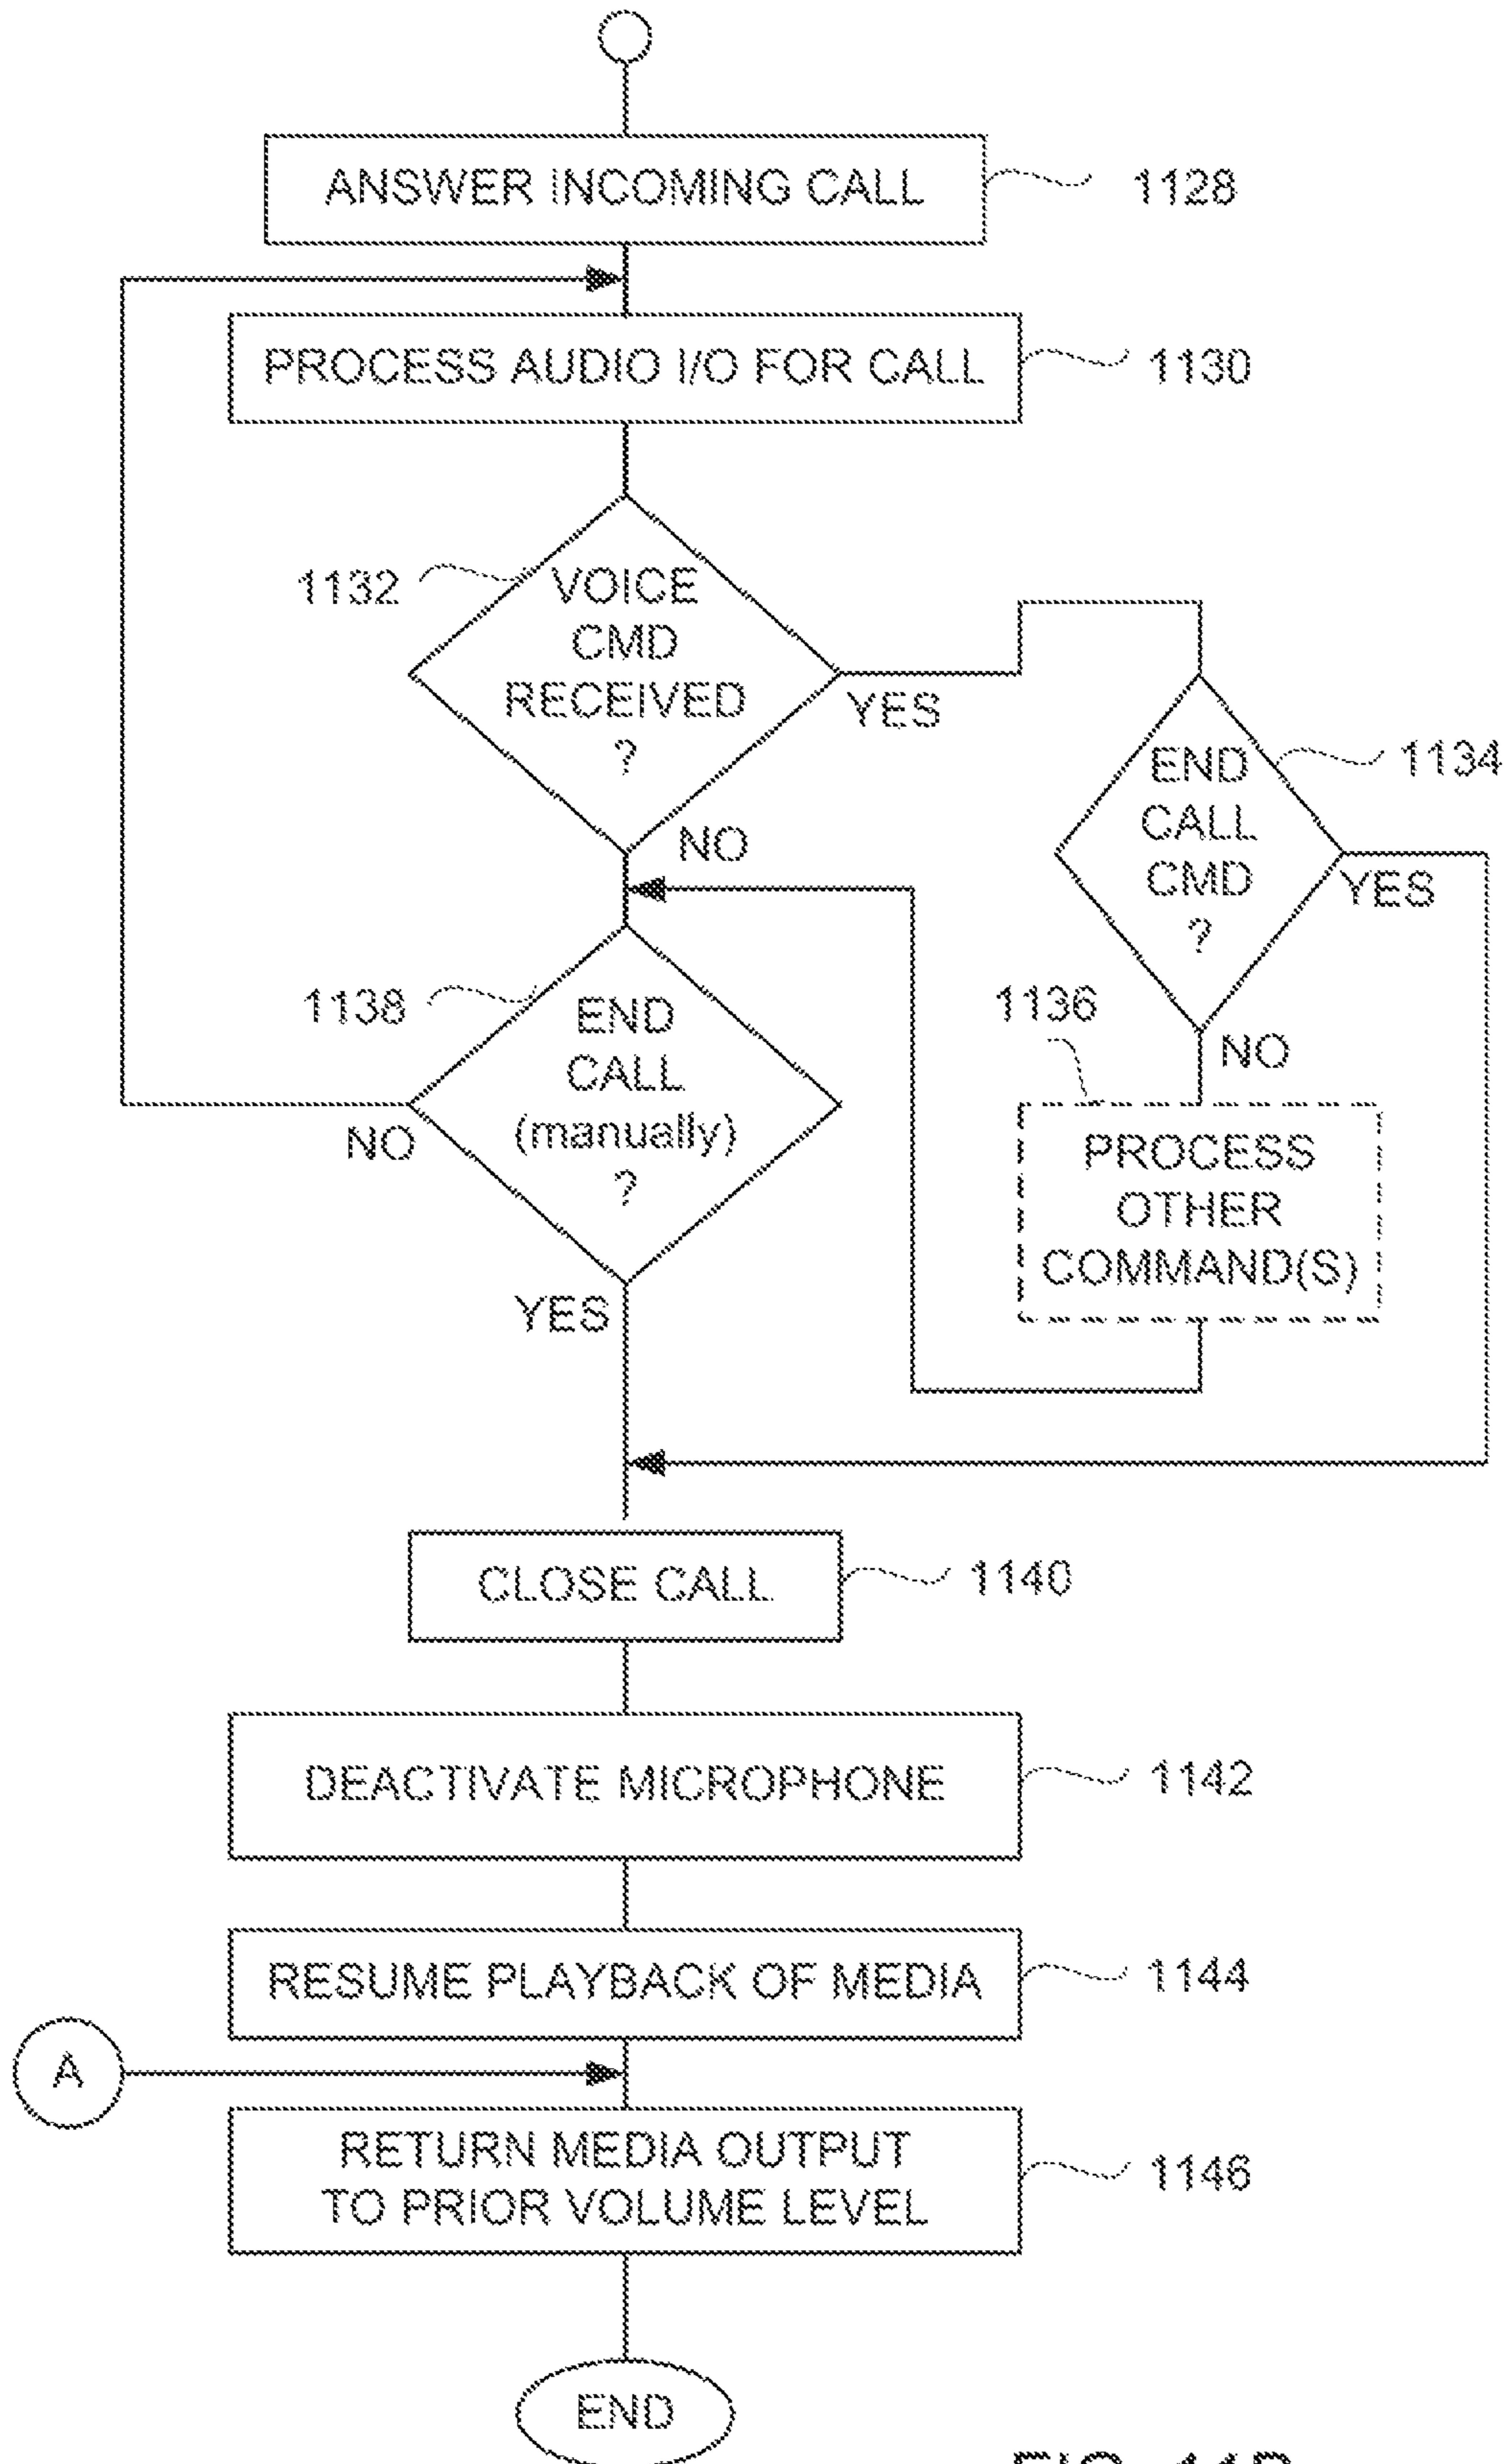 ANSWER INCOMING CALL
1128
PROCESS AUDIO I/O FOR CALL
1130
1132
VOICE
CMD
RECEIVED
?
YES
NO
END
CALL
CMD
?
1134
YES
NO
1136
PROCESS
OTHER
COMMAND(S)
1138
END
CALL
(manually)
?
NO
YES
CLOSE CALL
1140
DEACTIVATE MICROPHONE
1142
RESUME PLAYBACK OF MEDIA
1144
A
RETURN MEDIA OUTPUT
TO PRIOR VOLUME LEVEL
1146
END